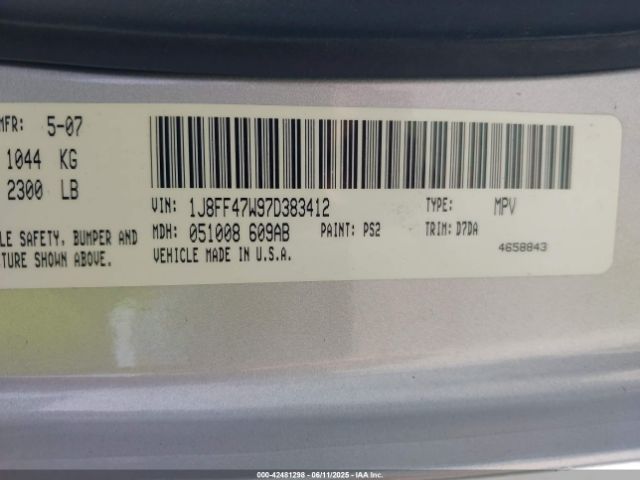 MFR: 5-07
1044 KG
2300 LB
VIN: 1J8FF47W97D383412 TYPE: MPV
MDH: 051008 609AB PAINT: PS2 TRIM: D7DA
VEHICLE MADE IN U.S.A. 4658843
LE SAFETY, BUMPER AND
TURE SHOWN ABOVE.
000-42481298 - 06/11/2025 - IAA Inc.